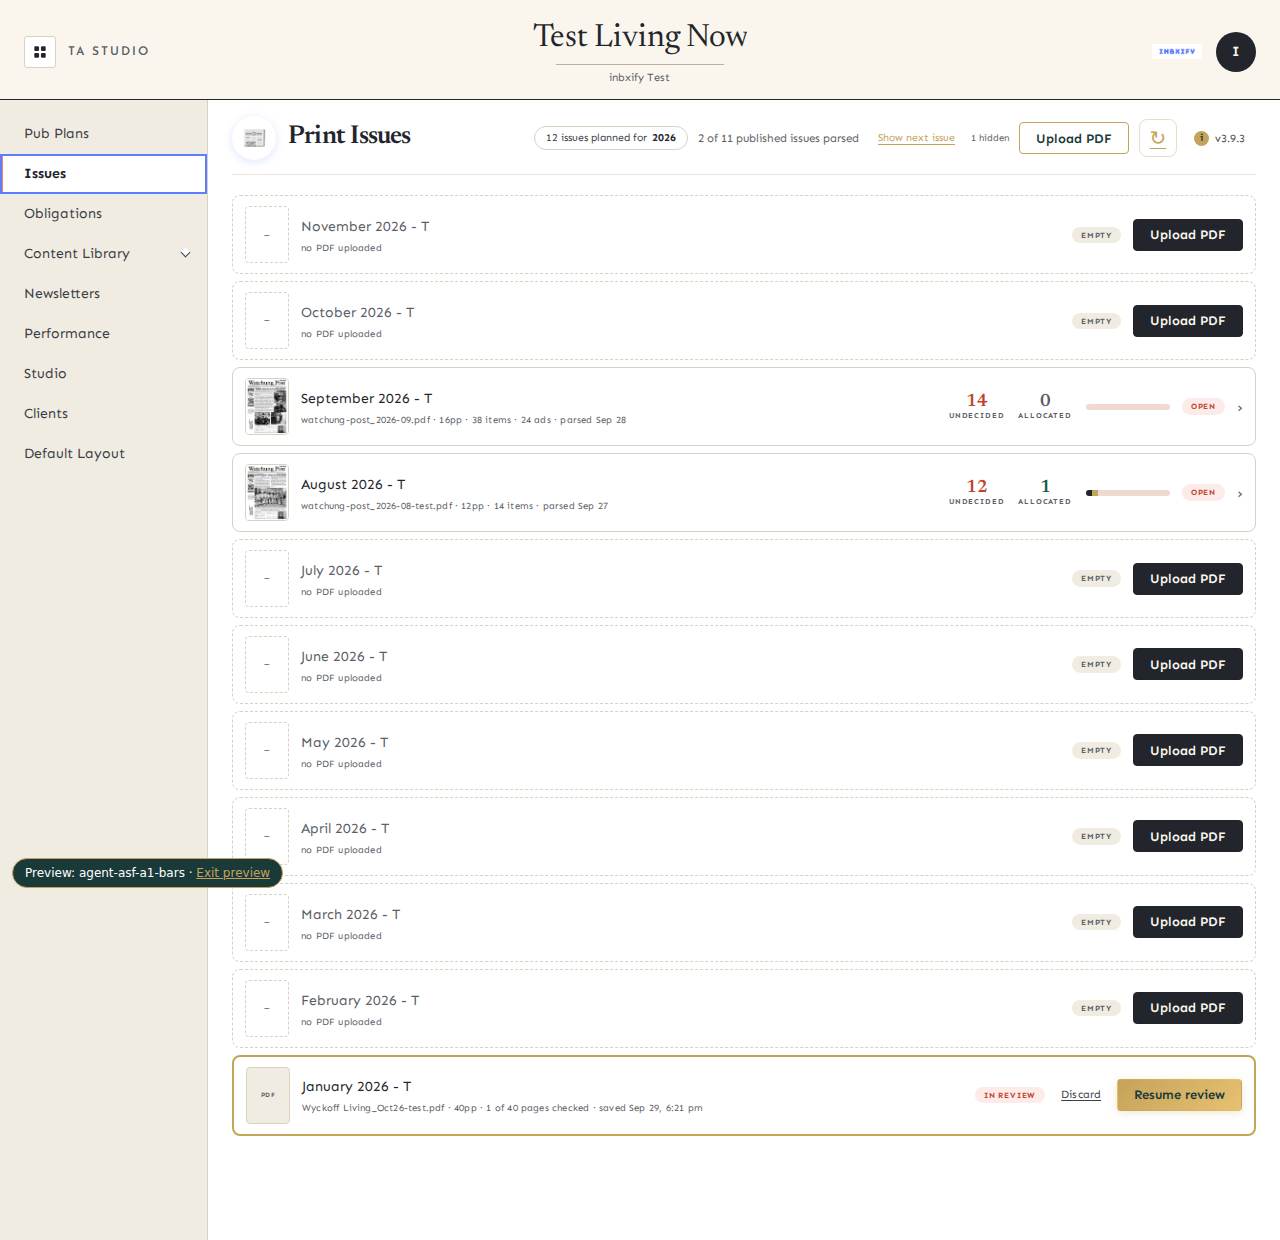 TA STUDIO
Test Living Now
inbxify Test
INBXIFY
I
Pub Plans
Issues
Obligations
Content Library
Newsletters
Performance
Studio
Clients
Default Layout
Print Issues
12 issues planned for 2026
2 of 11 published issues parsed
Show next issue
1 hidden
Upload PDF
↻
i v3.9.3
–
November 2026 - T
no PDF uploaded
EMPTY
Upload PDF
–
October 2026 - T
no PDF uploaded
EMPTY
Upload PDF
Watchung Post
September 2026 - T
watchung-post_2026-09.pdf · 16pp · 38 items · 24 ads · parsed Sep 28
14 UNDECIDED
0 ALLOCATED
OPEN
›
Watchung Post
August 2026 - T
watchung-post_2026-08-test.pdf · 12pp · 14 items · parsed Sep 27
12 UNDECIDED
1 ALLOCATED
OPEN
›
–
July 2026 - T
no PDF uploaded
EMPTY
Upload PDF
–
June 2026 - T
no PDF uploaded
EMPTY
Upload PDF
–
May 2026 - T
no PDF uploaded
EMPTY
Upload PDF
–
April 2026 - T
no PDF uploaded
EMPTY
Upload PDF
Preview: agent-asf-a1-bars · Exit preview
–
March 2026 - T
no PDF uploaded
EMPTY
Upload PDF
–
February 2026 - T
no PDF uploaded
EMPTY
Upload PDF
PDF
January 2026 - T
Wyckoff Living_Oct26-test.pdf · 40pp · 1 of 40 pages checked · saved Sep 29, 6:21 pm
IN REVIEW
Discard
Resume review